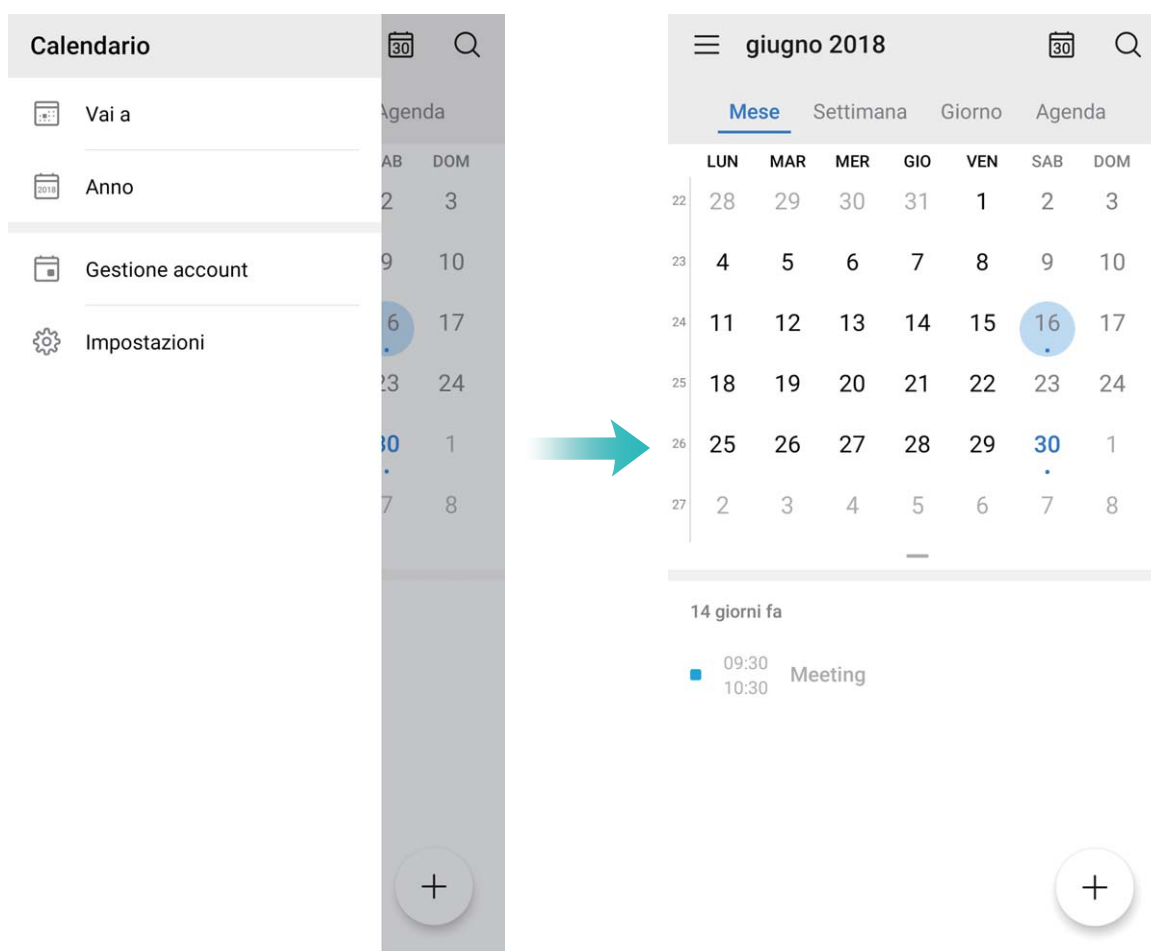 Calendario
30
Vai a
Agenda
2018
Anno
Gestione account
Impostazioni
AB DOM
2 3
9 10
6 17
23 24
30 1
7 8
+
giugno 2018
30
Mese Settimana Giorno Agenda
LUN MAR MER GIO VEN SAB DOM
22 28 29 30 31 1 2 3
23 4 5 6 7 8 9 10
24 11 12 13 14 15 16 17
25 18 19 20 21 22 23 24
26 25 26 27 28 29 30 1
27 2 3 4 5 6 7 8
14 giorni fa
09:30
10:30
Meeting
+